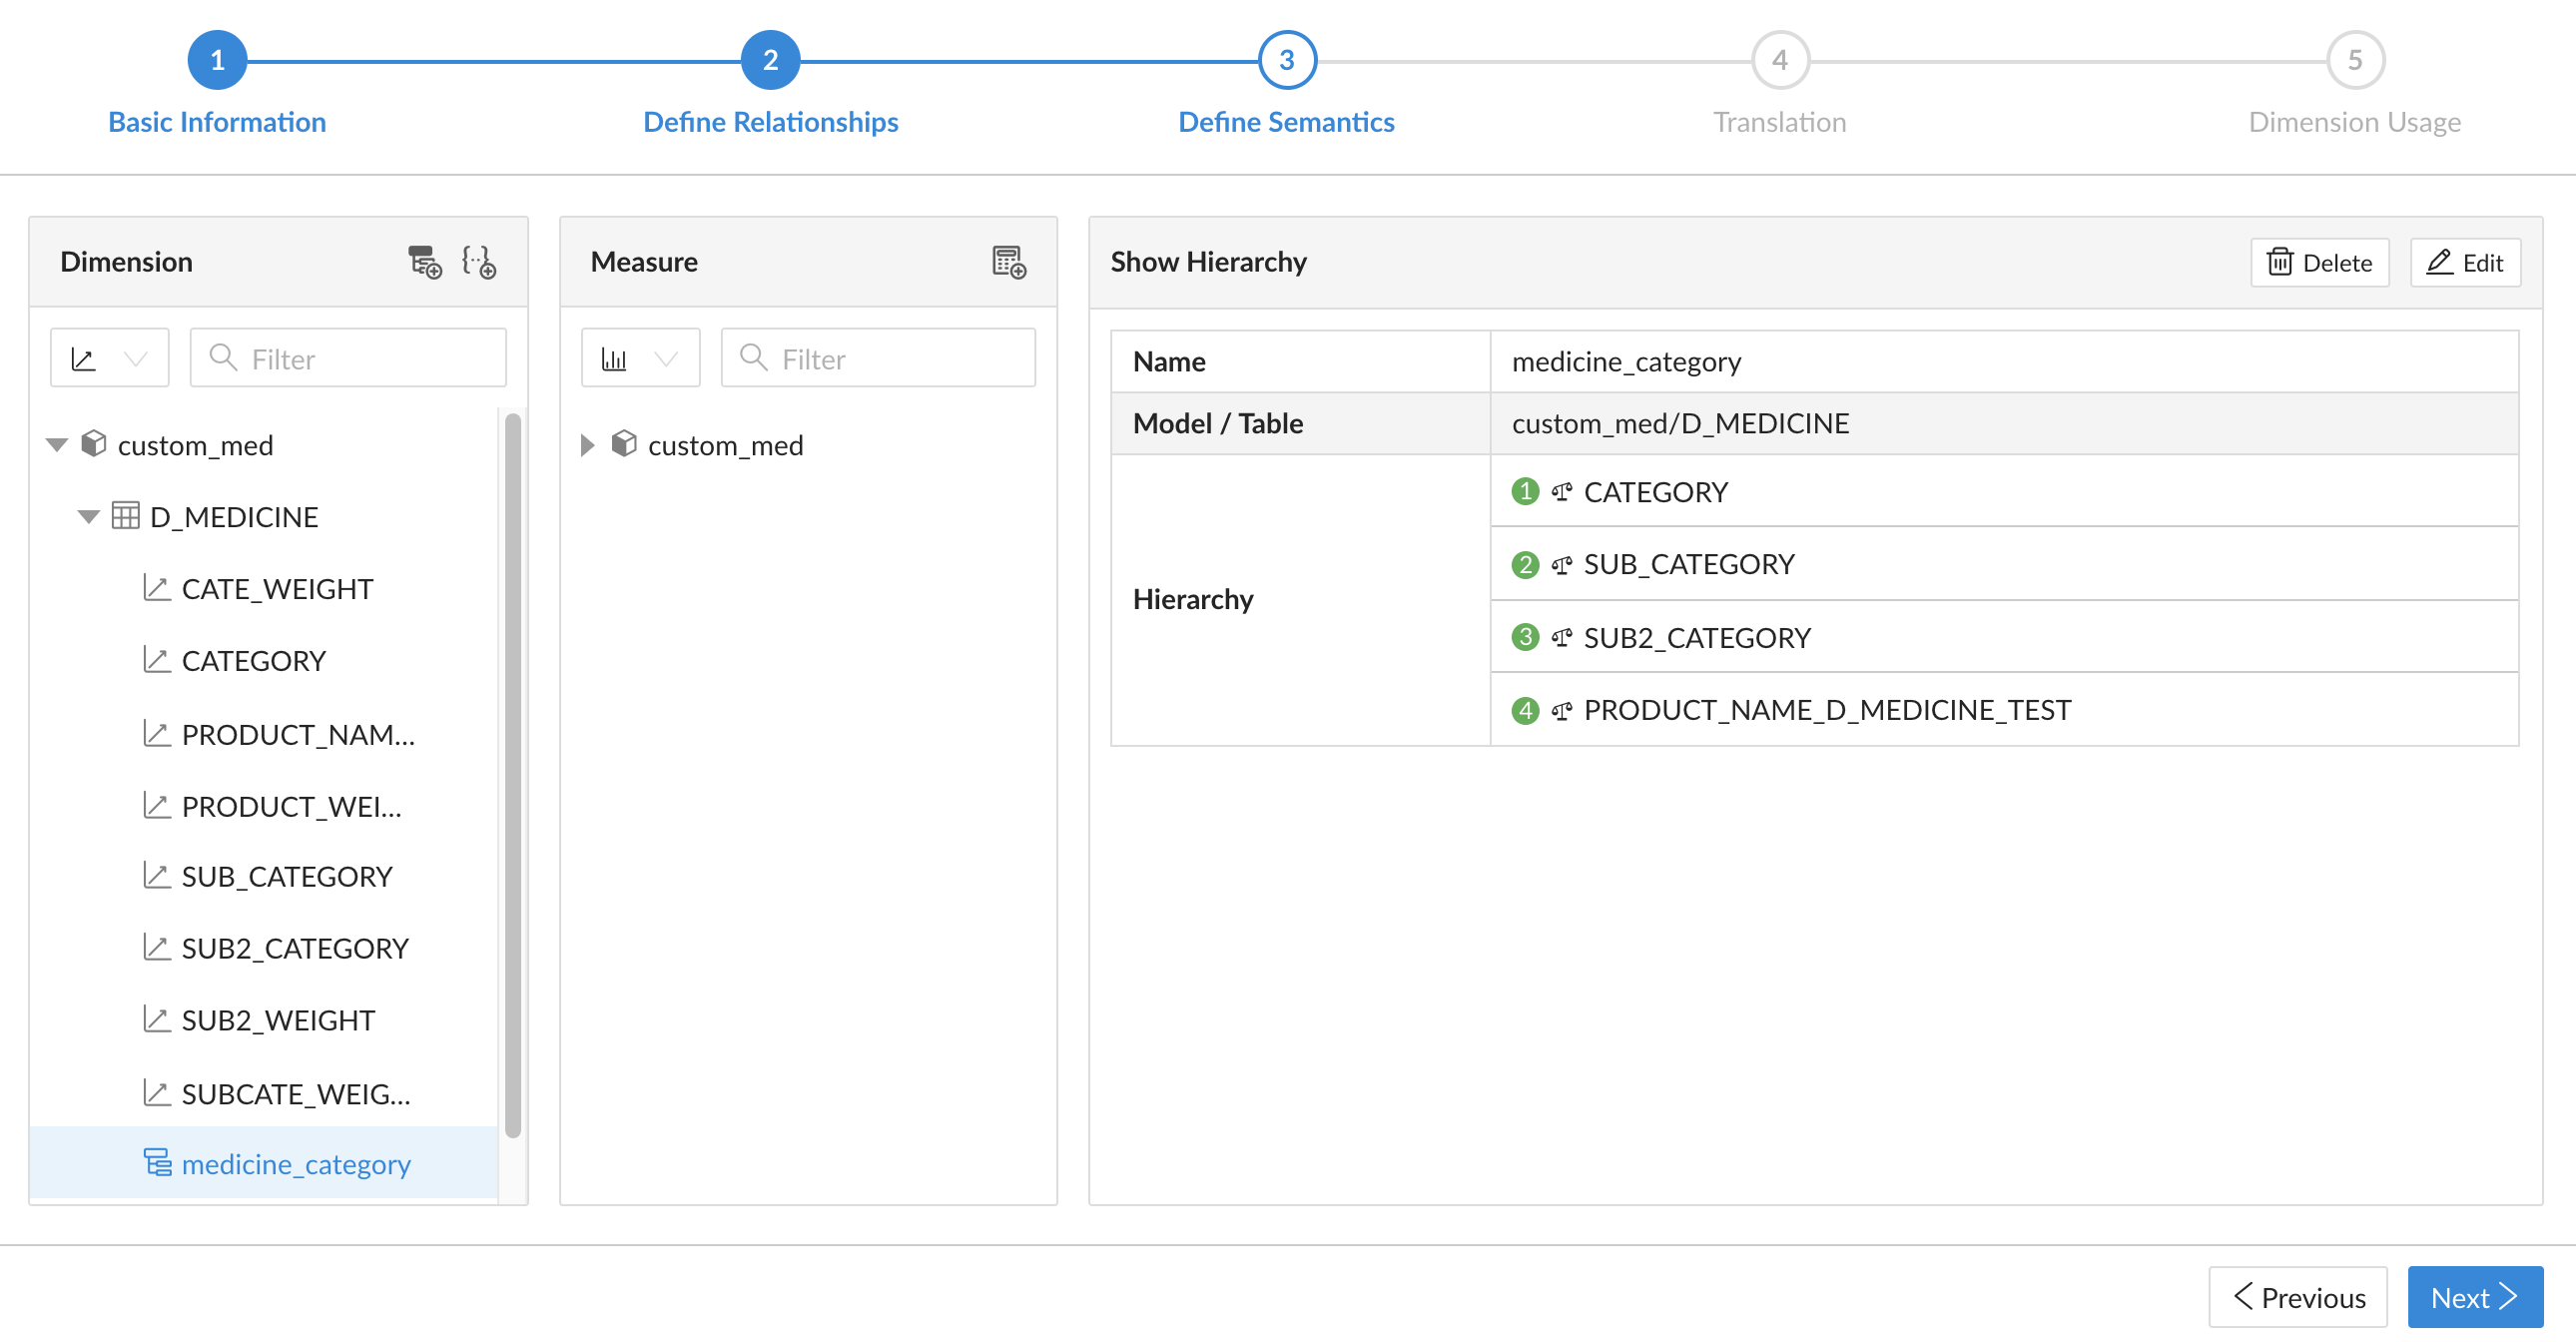 1
2
3
4
5
Basic Information
Define Relationships
Define Semantics
Translation
Dimension Usage
Dimension
Filter
custom_med
D_MEDICINE
CATE_WEIGHT
CATEGORY
PRODUCT_NAM...
PRODUCT_WEI...
SUB_CATEGORY
SUB2_CATEGORY
SUB2_WEIGHT
SUBCATE_WEIG...
medicine_category
Measure
Filter
custom_med
Show Hierarchy
Delete
Edit
Name
medicine_category
Model / Table
custom_med/D_MEDICINE
Hierarchy
1 CATEGORY
2 SUB_CATEGORY
3 SUB2_CATEGORY
4 PRODUCT_NAME_D_MEDICINE_TEST
Previous
Next